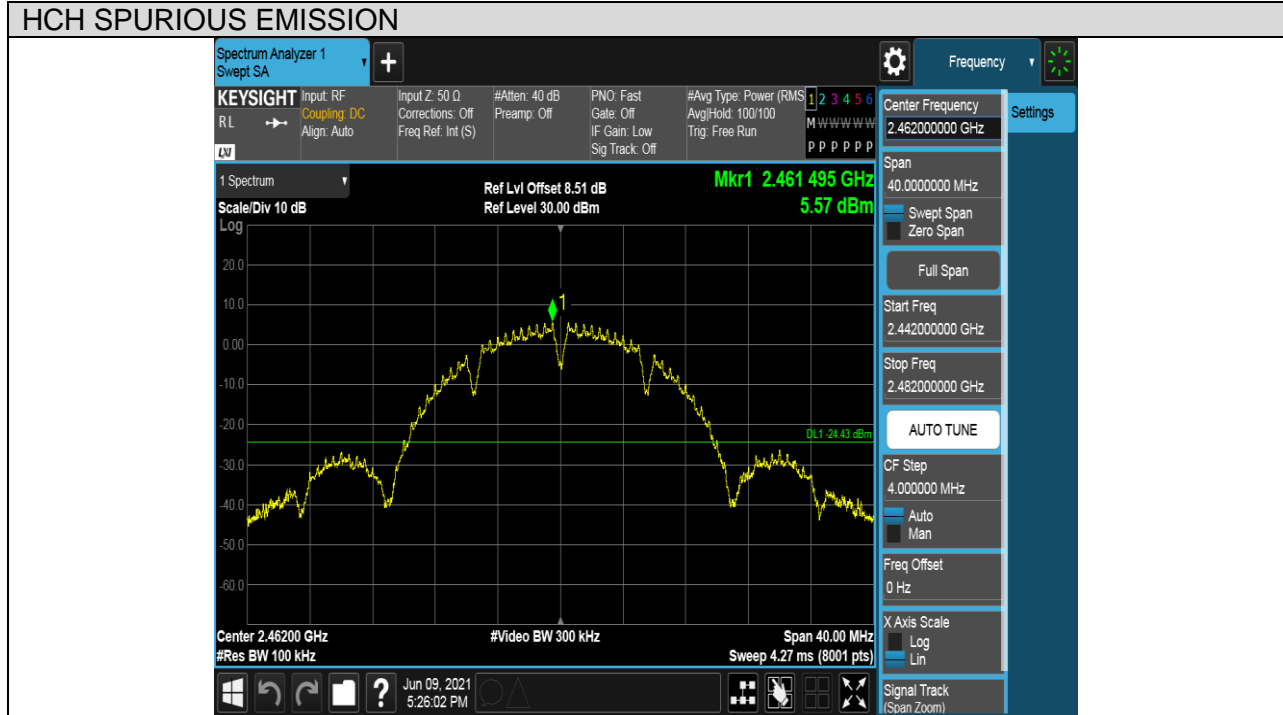 HCH SPURIOUS EMISSION
Spectrum Analyzer 1
Swept SA
+
Frequency
KEYSIGHT
RL
LXI
Input: RF
Coupling: DC
Align: Auto
Input Z: 50 Ω
Corrections: Off
Freq Ref: Int (S)
#Atten: 40 dB
Preamp: Off
PNO: Fast
Gate: Off
IF Gain: Low
Sig Track: Off
#Avg Type: Power (RMS
Avg|Hold: 100/100
Trig: Free Run
1 2 3 4 5 6
M W W W W W
P P P P P P
1 Spectrum
Scale/Div 10 dB
Ref Lvl Offset 8.51 dB
Ref Level 30.00 dBm
Mkr1 2.461 495 GHz
5.57 dBm
Log
20.0
10.0
0.00
-10.0
-20.0
-30.0
-40.0
-50.0
-60.0
1
DL1 -24.43 dBm
Center 2.46200 GHz
#Res BW 100 kHz
#Video BW 300 kHz
Span 40.00 MHz
Sweep 4.27 ms (8001 pts)
Center Frequency
2.462000000 GHz
Settings
Span
40.0000000 MHz
Swept Span
Zero Span
Full Span
Start Freq
2.442000000 GHz
Stop Freq
2.482000000 GHz
AUTO TUNE
CF Step
4.000000 MHz
Auto
Man
Freq Offset
0 Hz
X Axis Scale
Log
Lin
Signal Track
(Span Zoom)
?
Jun 09, 2021
5:26:02 PM